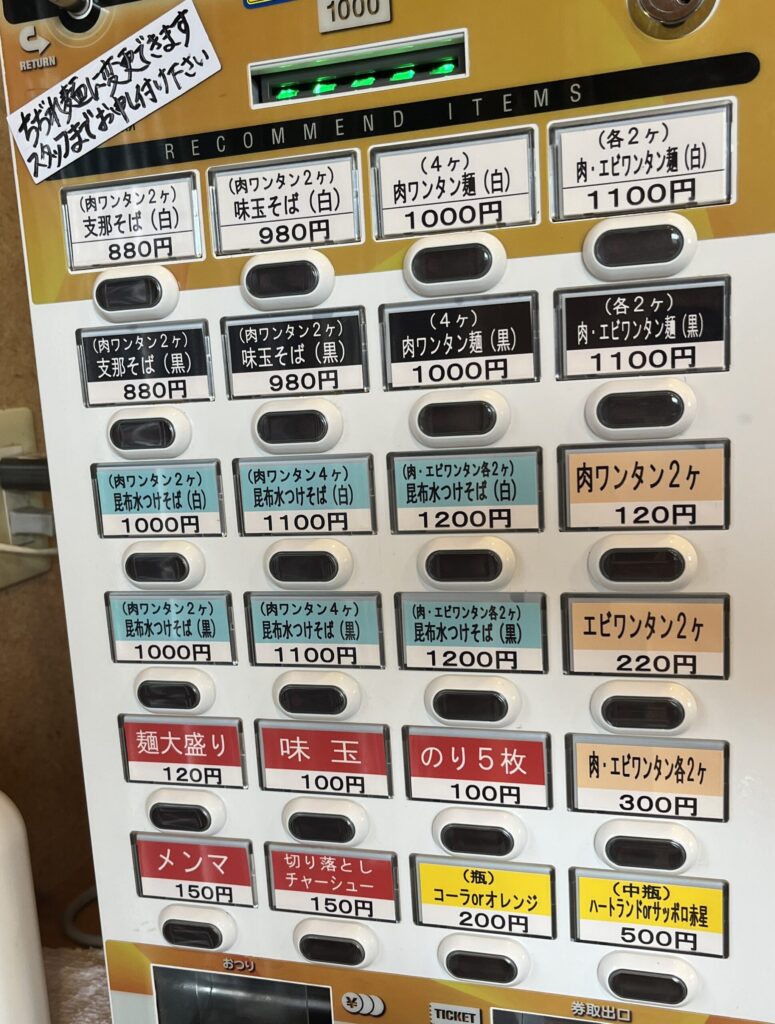 1000
RETURN
ちぢれ麺に変更できます
スタッフまでお申し付け下さい
RECOMMEND ITEMS
(肉ワンタン2ヶ)
支那そば(白)
880円
(肉ワンタン2ヶ)
味玉そば(白)
980円
(4ヶ)
肉ワンタン麺(白)
1000円
(各2ヶ)
肉・エビワンタン麺(白)
1100円
(肉ワンタン2ヶ)
支那そば(黒)
880円
(肉ワンタン2ヶ)
味玉そば(黒)
980円
(4ヶ)
肉ワンタン麺(黒)
1000円
(各2ヶ)
肉・エビワンタン麺(黒)
1100円
(肉ワンタン2ヶ)
昆布水つけそば(白)
1000円
(肉ワンタン4ヶ)
昆布水つけそば(白)
1100円
(肉・エビワンタン各2ヶ)
昆布水つけそば(白)
1200円
肉ワンタン2ヶ
120円
(肉ワンタン2ヶ)
昆布水つけそば(黒)
1000円
(肉ワンタン4ヶ)
昆布水つけそば(黒)
1100円
(肉・エビワンタン各2ヶ)
昆布水つけそば(黒)
1200円
エビワンタン2ヶ
220円
麺大盛り
120円
味玉
100円
のり5枚
100円
肉・エビワンタン各2ヶ
300円
メンマ
150円
切り落とし
チャーシュー
150円
(瓶)
コーラorオレンジ
200円
(中瓶)
ハートランドorサッポロ赤星
500円
おつり
¥
TICKET
券取出口